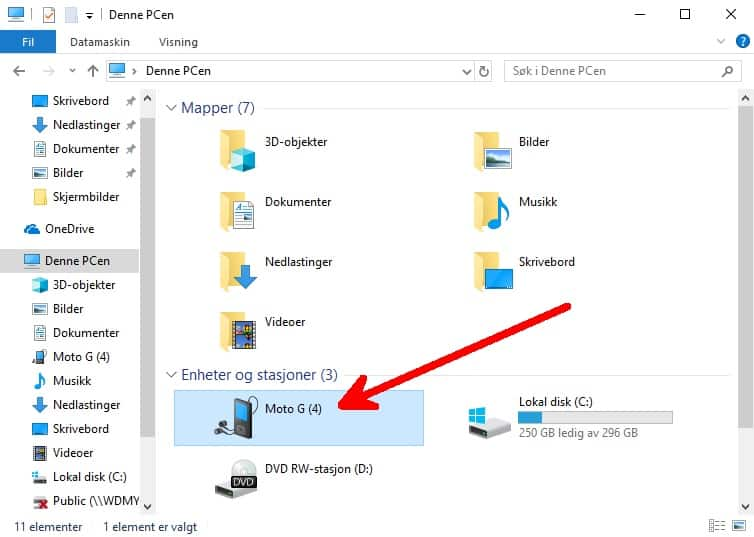 Denne PCen
Fil
Datamaskin
Visning
Denne PCen
Søk i Denne PCen
Skrivebord
Nedlastinger
Dokumenter
Bilder
Skjermbilder
OneDrive
Denne PCen
3D-objekter
Bilder
Dokumenter
Moto G (4)
Musikk
Nedlastinger
Skrivebord
Videoer
Lokal disk (C:)
Public (\\WDMY
Mapper (7)
3D-objekter
Bilder
Dokumenter
Musikk
Nedlastinger
Skrivebord
Videoer
Enheter og stasjoner (3)
Moto G (4)
Lokal disk (C:)
250 GB ledig av 296 GB
DVD RW-stasjon (D:)
DVD
11 elementer
1 element er valgt